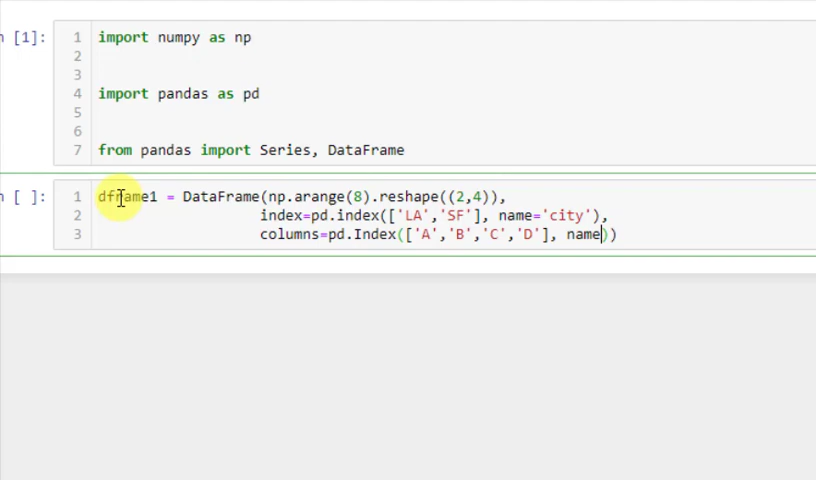 n [1]:
1 import numpy as np
2
3
4 import pandas as pd
5
6
7 from pandas import Series, DataFrame
n [ ]:
1 dframe1 = DataFrame(np.arange(8).reshape((2,4)),
2 index=pd.index(['LA','SF'], name='city'),
3 columns=pd.Index(['A','B','C','D'], name))